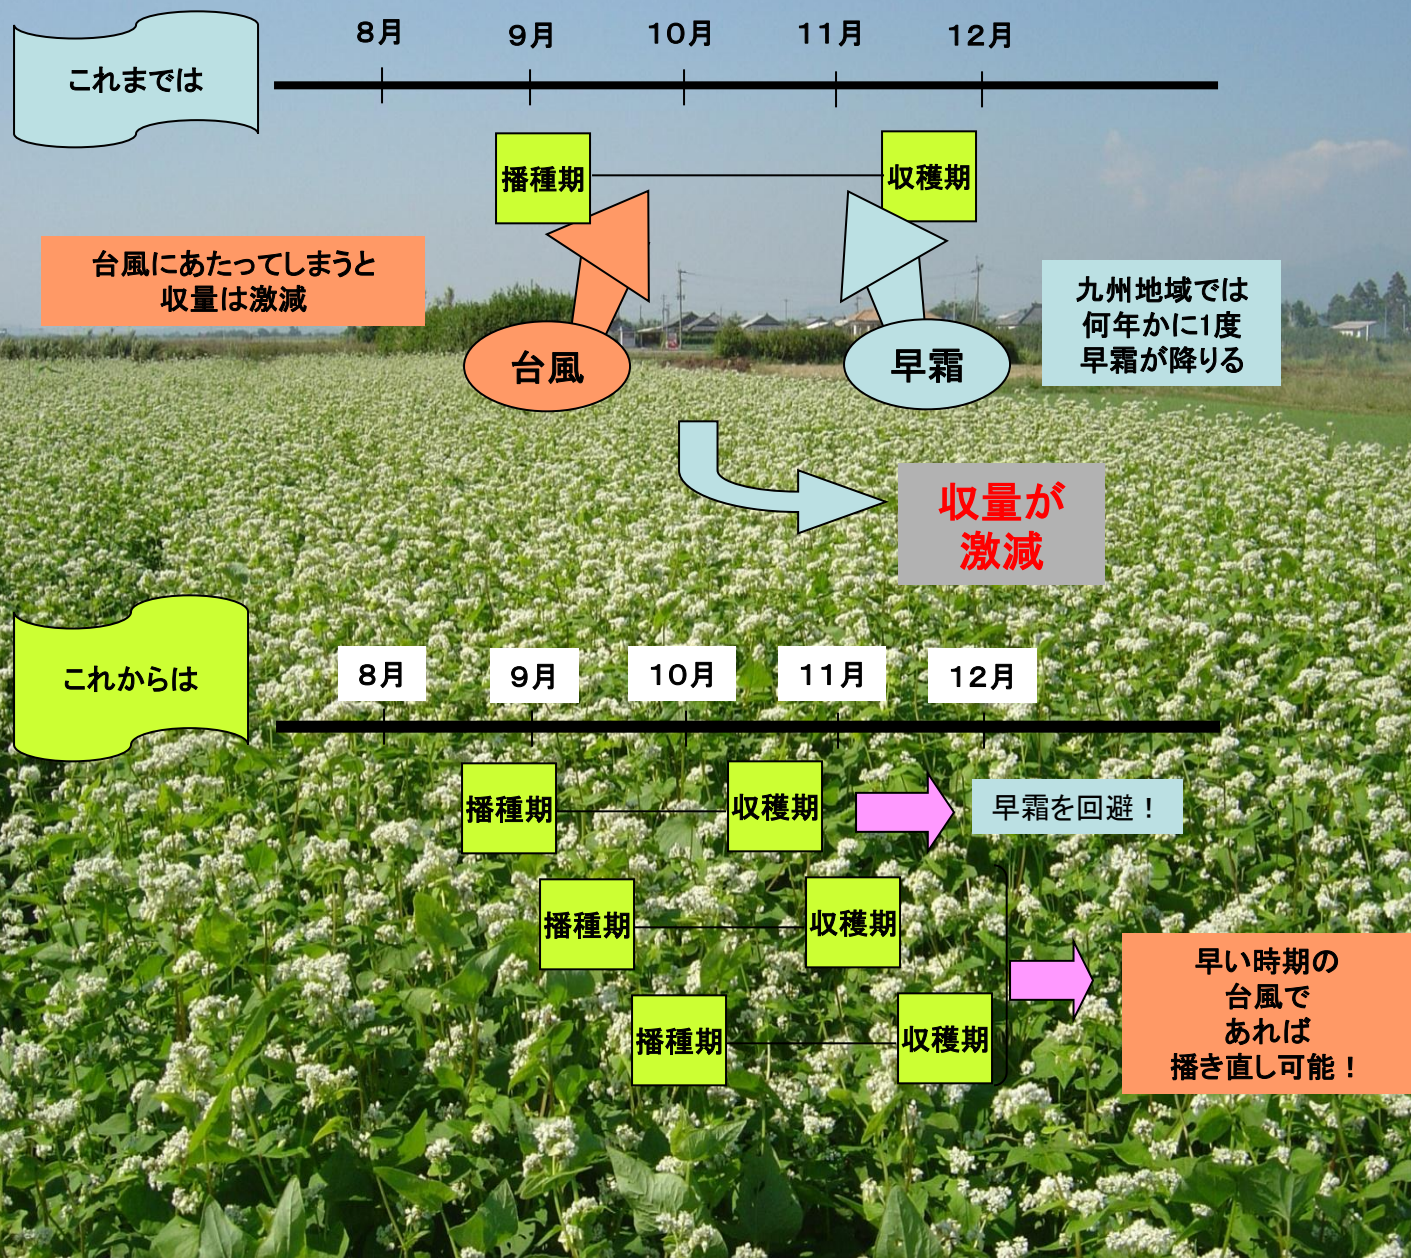 これまでは
８月
９月
１０月
１１月
１２月
播種期
収穫期
台風にあたってしまうと
収量は激減
九州地域では
何年かに1度
早霜が降りる
台風
早霜
収量が
激減
これからは
８月
９月
１０月
１１月
１２月
播種期
収穫期
早霜を回避！
播種期
収穫期
播種期
収穫期
早い時期の
台風で
あれば
播き直し可能！